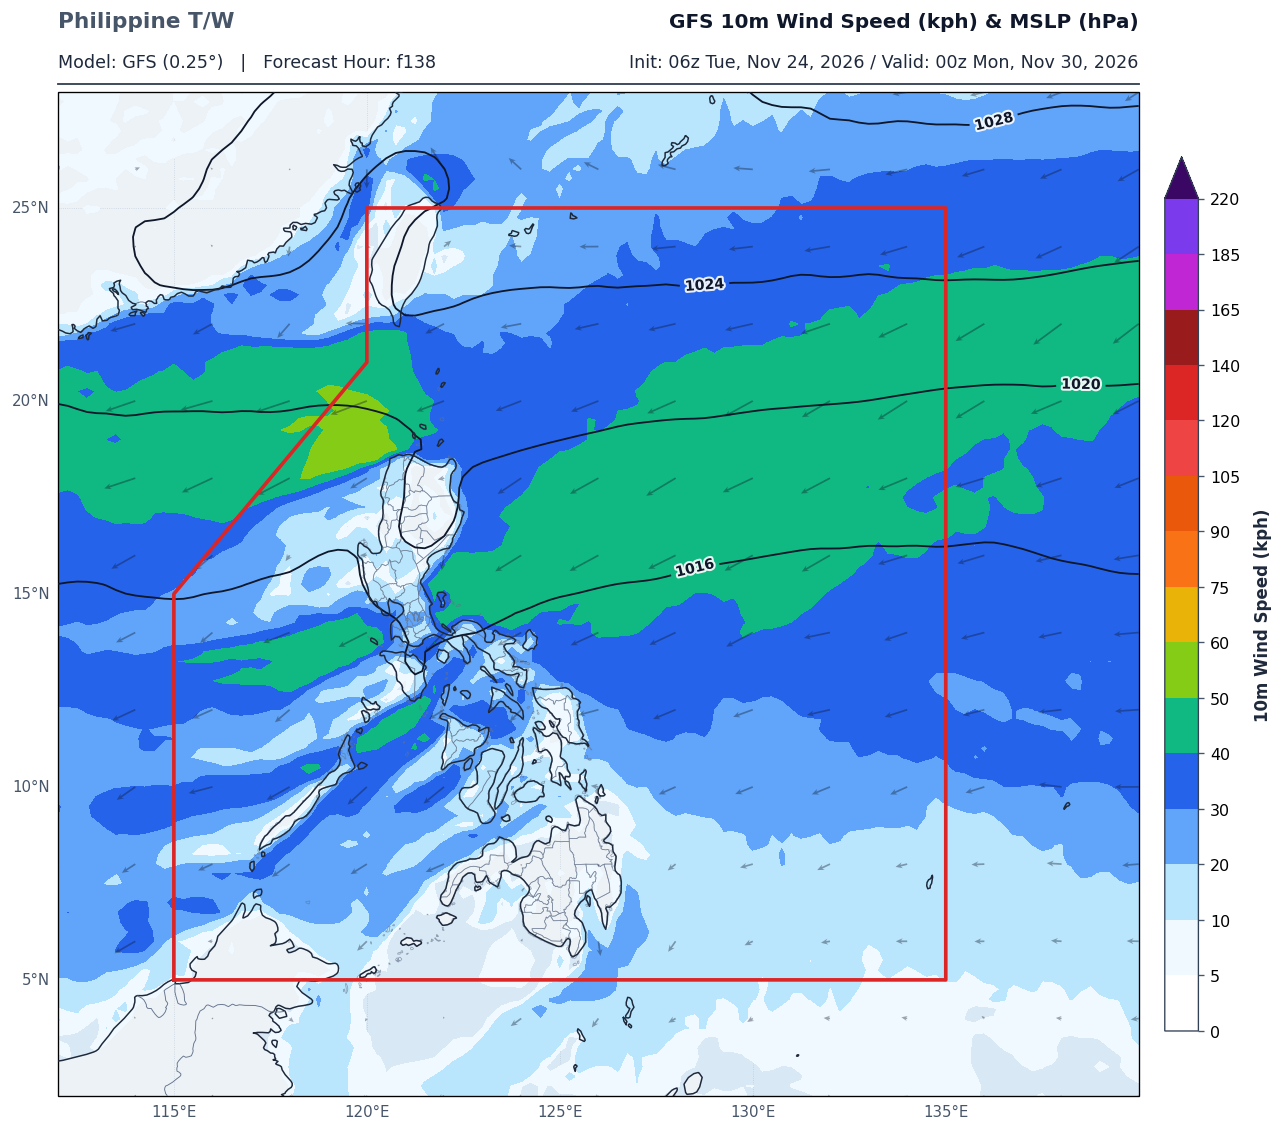 Philippine T/W
GFS 10m Wind Speed (kph) & MSLP (hPa)
Model: GFS (0.25°)   |   Forecast Hour: f138
Init: 06z Tue, Nov 24, 2026 / Valid: 00z Mon, Nov 30, 2026
1028
1024
1020
1016
25°N
20°N
15°N
10°N
5°N
115°E
120°E
125°E
130°E
135°E
220
185
165
140
120
105
90
75
60
50
40
30
20
10
5
0
10m Wind Speed (kph)